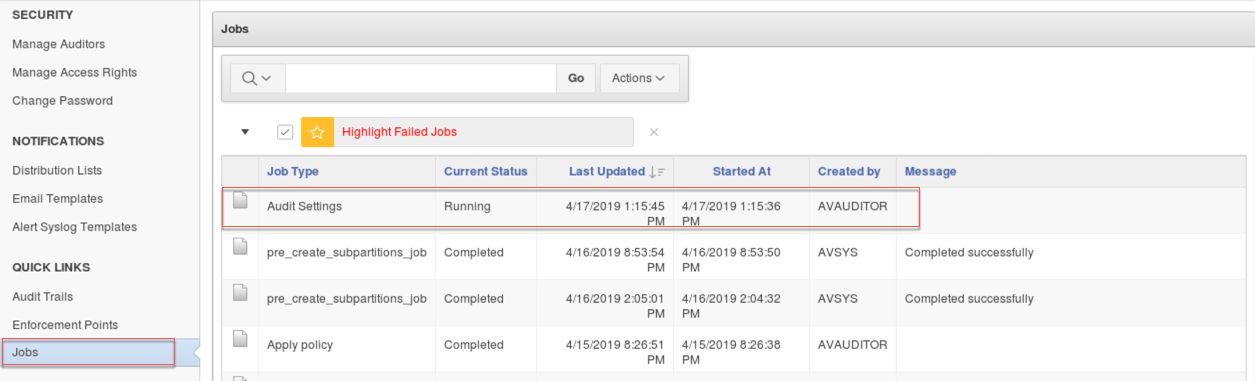 SECURITY
Manage Auditors
Manage Access Rights
Change Password
NOTIFICATIONS
Distribution Lists
Email Templates
Alert Syslog Templates
QUICK LINKS
Audit Trails
Enforcement Points
Jobs
Jobs
Go Actions
Highlight Failed Jobs
Job Type Current Status Last Updated Started At Created by Message
Audit Settings Running 4/17/2019 1:15:45 PM 4/17/2019 1:15:36 PM AVAUDITOR
pre_create_subpartitions_job Completed 4/16/2019 8:53:54 PM 4/16/2019 8:53:50 PM AVSYS Completed successfully
pre_create_subpartitions_job Completed 4/16/2019 2:05:01 PM 4/16/2019 2:04:32 PM AVSYS Completed successfully
Apply policy Completed 4/15/2019 8:26:51 PM 4/15/2019 8:26:38 PM AVAUDITOR